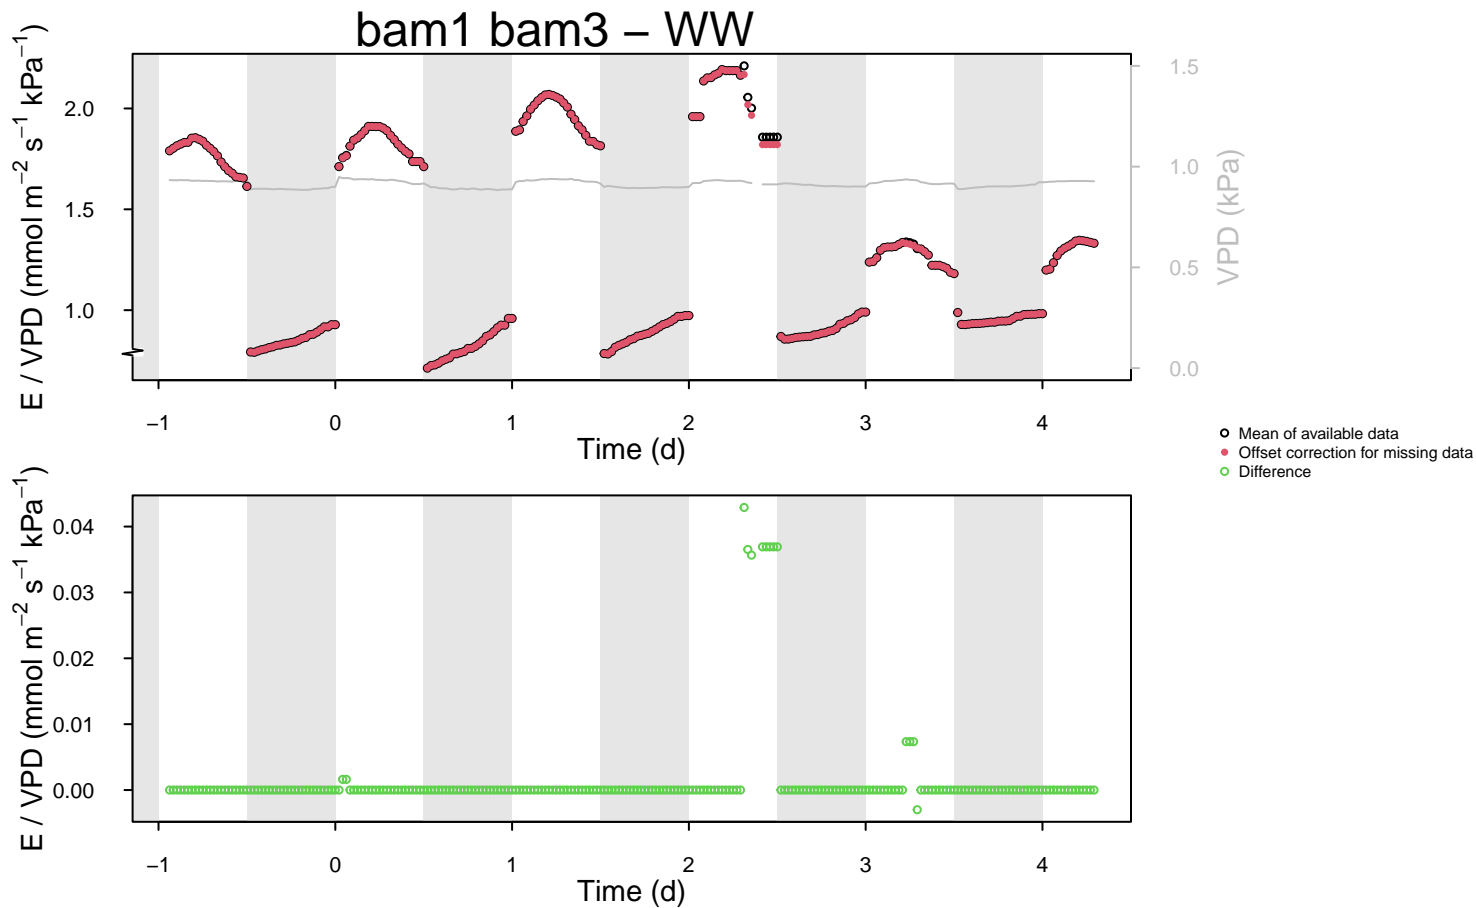 bam1 bam3 – WW
E / VPD (mmol m−2 s−1 kPa−1)
2.0
1.5
1.0
1.5
1.0
0.5
0.0
VPD (kPa)
−1 0 1 2 3 4
Time (d)
Mean of available data
Offset correction for missing data
Difference
E / VPD (mmol m−2 s−1 kPa−1)
0.04
0.03
0.02
0.01
0.00
−1 0 1 2 3 4
Time (d)